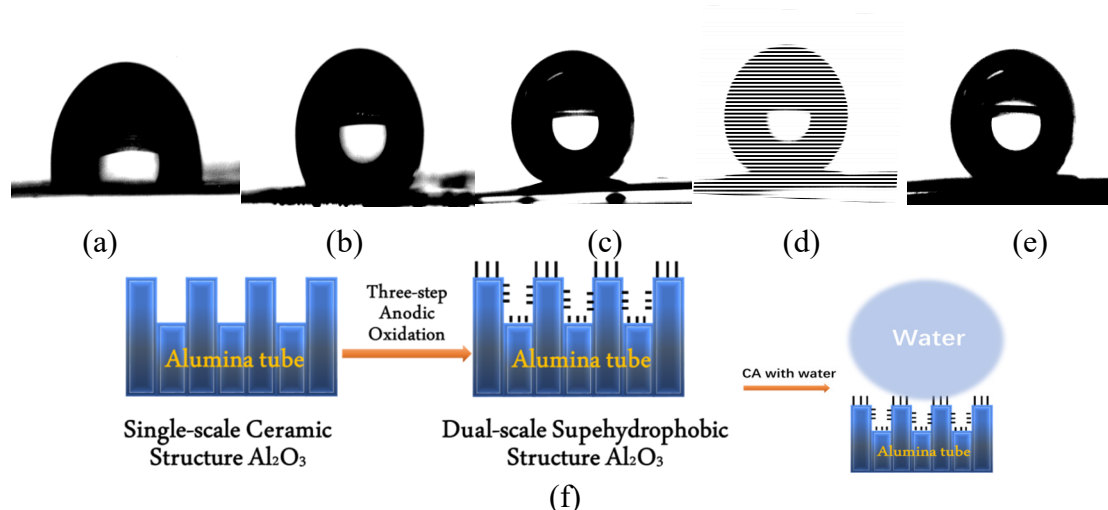 (a) (b) (c) (d) (e)
Three-step
Anodic
Oxidation
Alumina tube
Alumina tube
Single-scale Ceramic
Structure Al₂O₃
Dual-scale Supehydrophobic
Structure Al₂O₃
Water
CA with water
Alumina tube
(f)